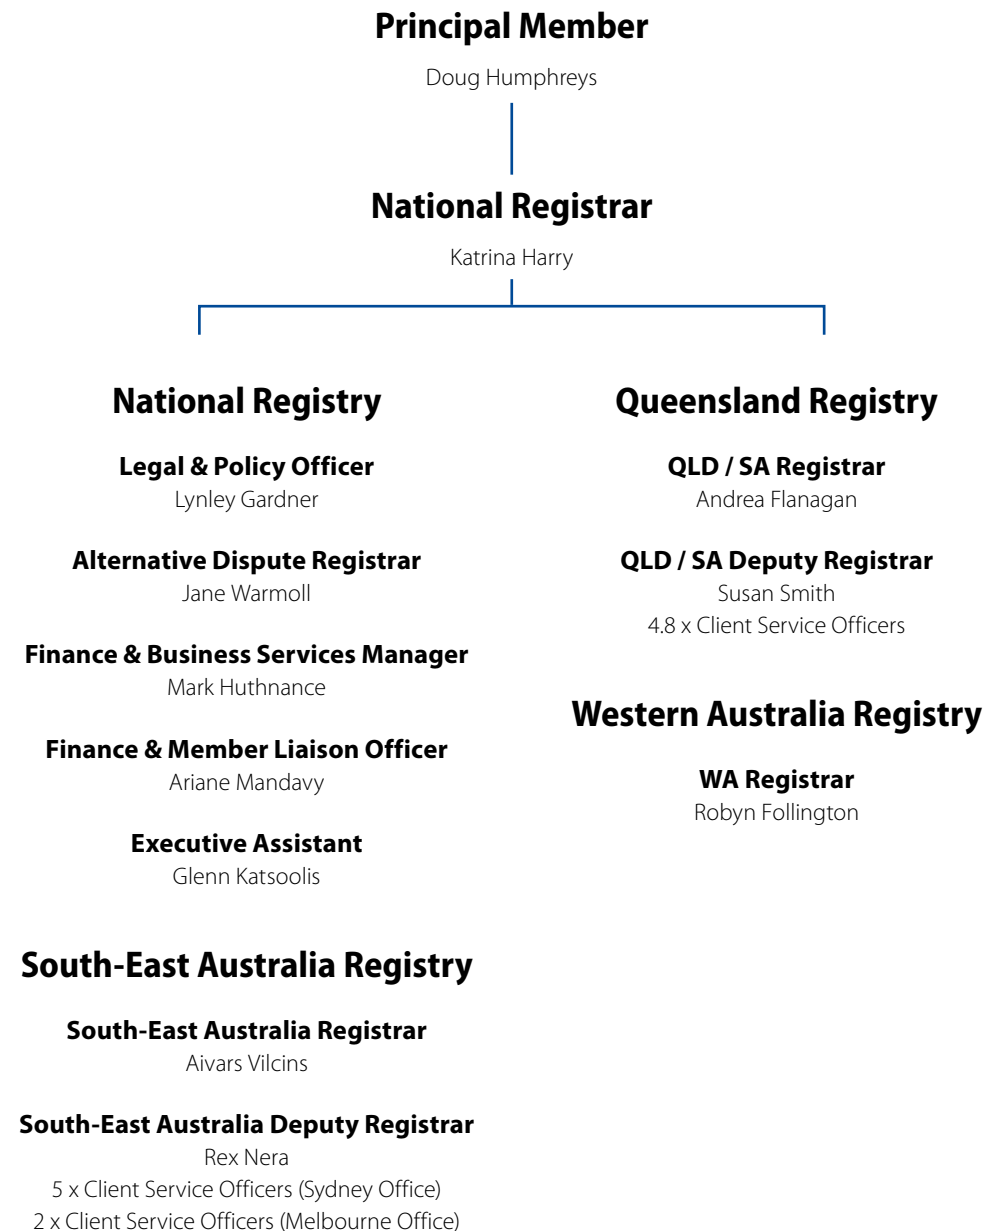 Principal Member
Doug Humphreys
National Registrar
Katrina Harry
National Registry
Legal & Policy Officer
Lynley Gardner
Alternative Dispute Registrar
Jane Warmoll
Finance & Business Services Manager
Mark Huthnance
Finance & Member Liaison Officer
Ariane Mandavy
Executive Assistant
Glenn Katsoolis
South-East Australia Registry
South-East Australia Registrar
Aivars Vilcins
South-East Australia Deputy Registrar
Rex Nera
5 x Client Service Officers (Sydney Office)
2 x Client Service Officers (Melbourne Office)
Queensland Registry
QLD / SA Registrar
Andrea Flanagan
QLD / SA Deputy Registrar
Susan Smith
4.8 x Client Service Officers
Western Australia Registry
WA Registrar
Robyn Follington